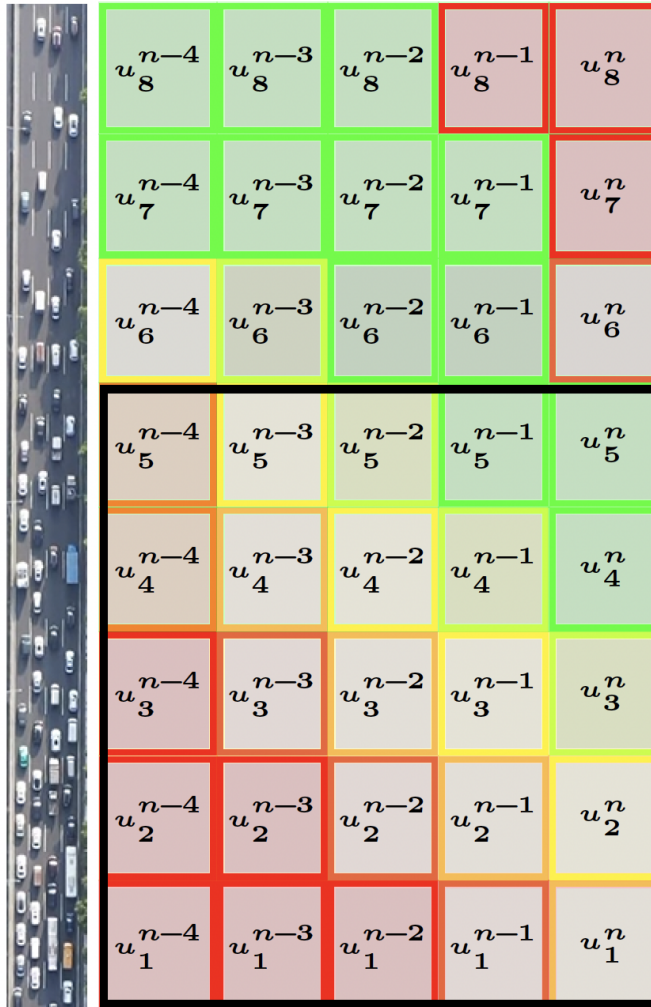 u_8^{n-4} u_8^{n-3} u_8^{n-2} u_8^{n-1} u_8^n
u_7^{n-4} u_7^{n-3} u_7^{n-2} u_7^{n-1} u_7^n
u_6^{n-4} u_6^{n-3} u_6^{n-2} u_6^{n-1} u_6^n
u_5^{n-4} u_5^{n-3} u_5^{n-2} u_5^{n-1} u_5^n
u_4^{n-4} u_4^{n-3} u_4^{n-2} u_4^{n-1} u_4^n
u_3^{n-4} u_3^{n-3} u_3^{n-2} u_3^{n-1} u_3^n
u_2^{n-4} u_2^{n-3} u_2^{n-2} u_2^{n-1} u_2^n
u_1^{n-4} u_1^{n-3} u_1^{n-2} u_1^{n-1} u_1^n